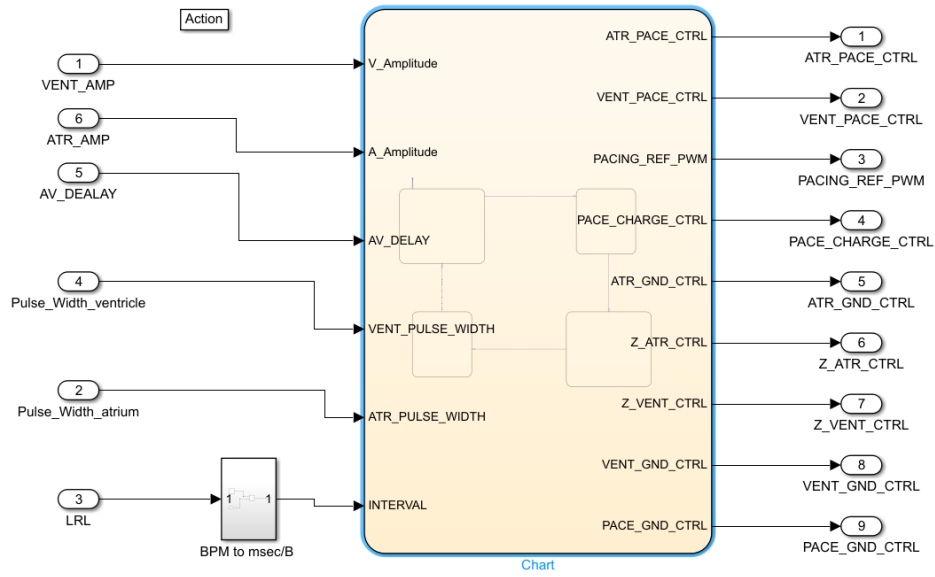 Action
1
VENT_AMP
6
ATR_AMP
5
AV_DEALAY
4
Pulse_Width_ventricle
2
Pulse_Width_atrium
3
LRL
1 1
BPM to msec/B
V_Amplitude
A_Amplitude
AV_DELAY
VENT_PULSE_WIDTH
ATR_PULSE_WIDTH
INTERVAL
ATR_PACE_CTRL
VENT_PACE_CTRL
PACING_REF_PWM
PACE_CHARGE_CTRL
ATR_GND_CTRL
Z_ATR_CTRL
Z_VENT_CTRL
VENT_GND_CTRL
PACE_GND_CTRL
Chart
1
ATR_PACE_CTRL
2
VENT_PACE_CTRL
3
PACING_REF_PWM
4
PACE_CHARGE_CTRL
5
ATR_GND_CTRL
6
Z_ATR_CTRL
7
Z_VENT_CTRL
8
VENT_GND_CTRL
9
PACE_GND_CTRL